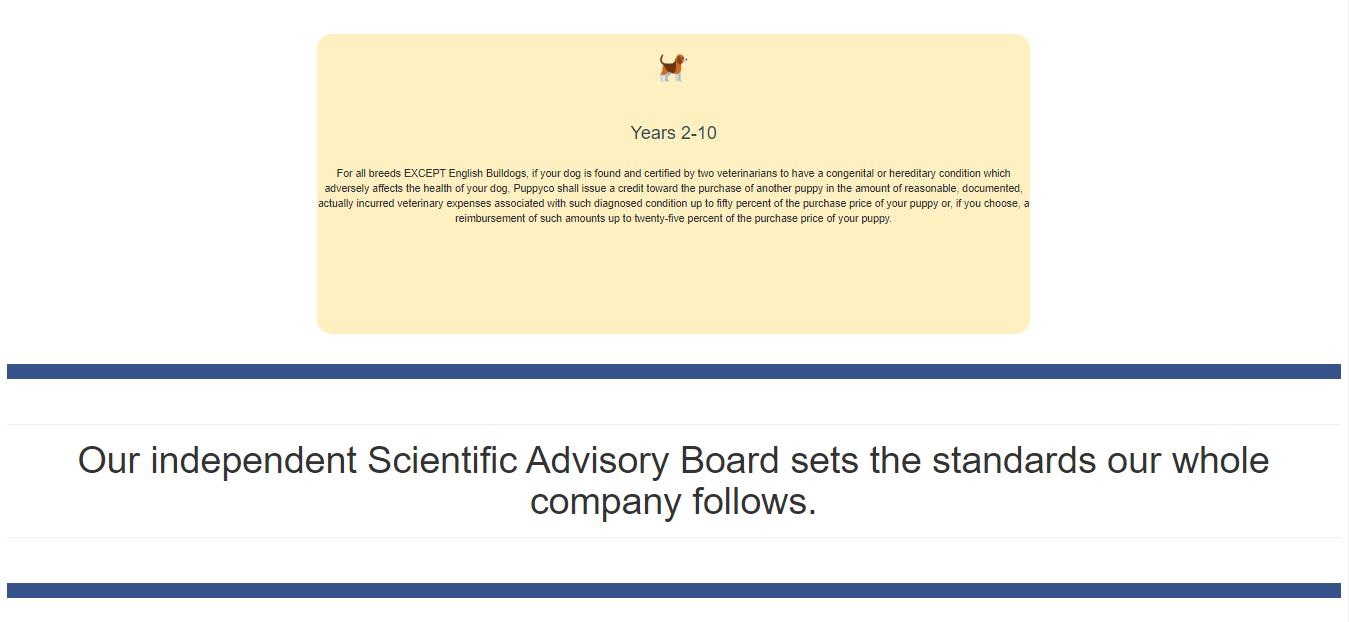 Years 2-10
For all breeds EXCEPT English Bulldogs, if your dog is found and certified by two veterinarians to have a congenital or hereditary condition which
adversely affects the health of your dog, Puppyco shall issue a credit toward the purchase of another puppy in the amount of reasonable, documented,
actually incurred veterinary expenses associated with such diagnosed condition up to fifty percent of the purchase price of your puppy or, if you choose, a
reimbursement of such amounts up to twenty-five percent of the purchase price of your puppy.
Our independent Scientific Advisory Board sets the standards our whole
company follows.